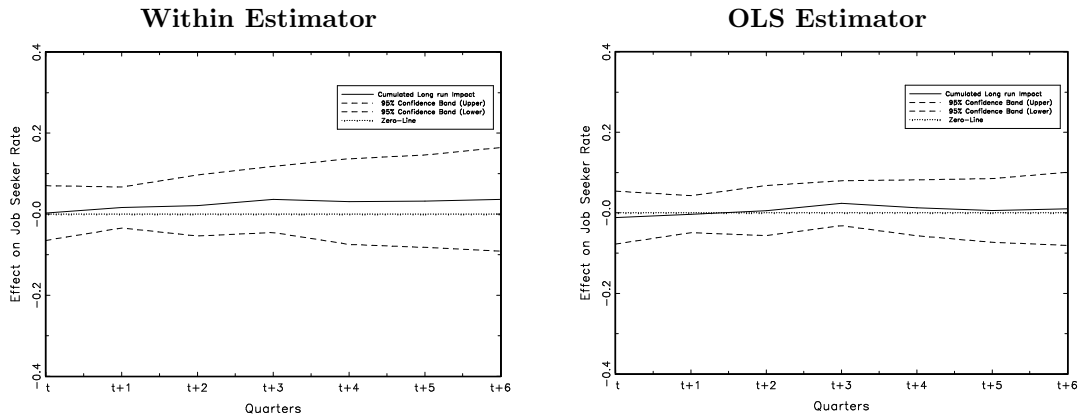 Within Estimator
Effect on Job Seeker Rate
0.4
0.2
−0.0
−0.2
−0.4
Cumulated Long run Impact
95% Confidence Band (Upper)
95% Confidence Band (Lower)
Zero−Line
t t+1 t+2 t+3 t+4 t+5 t+6
Quarters
OLS Estimator
Effect on Job Seeker Rate
0.4
0.2
−0.0
−0.2
−0.4
Cumulated Long run Impact
95% Confidence Band (Upper)
95% Confidence Band (Lower)
Zero−Line
t t+1 t+2 t+3 t+4 t+5 t+6
Quarters